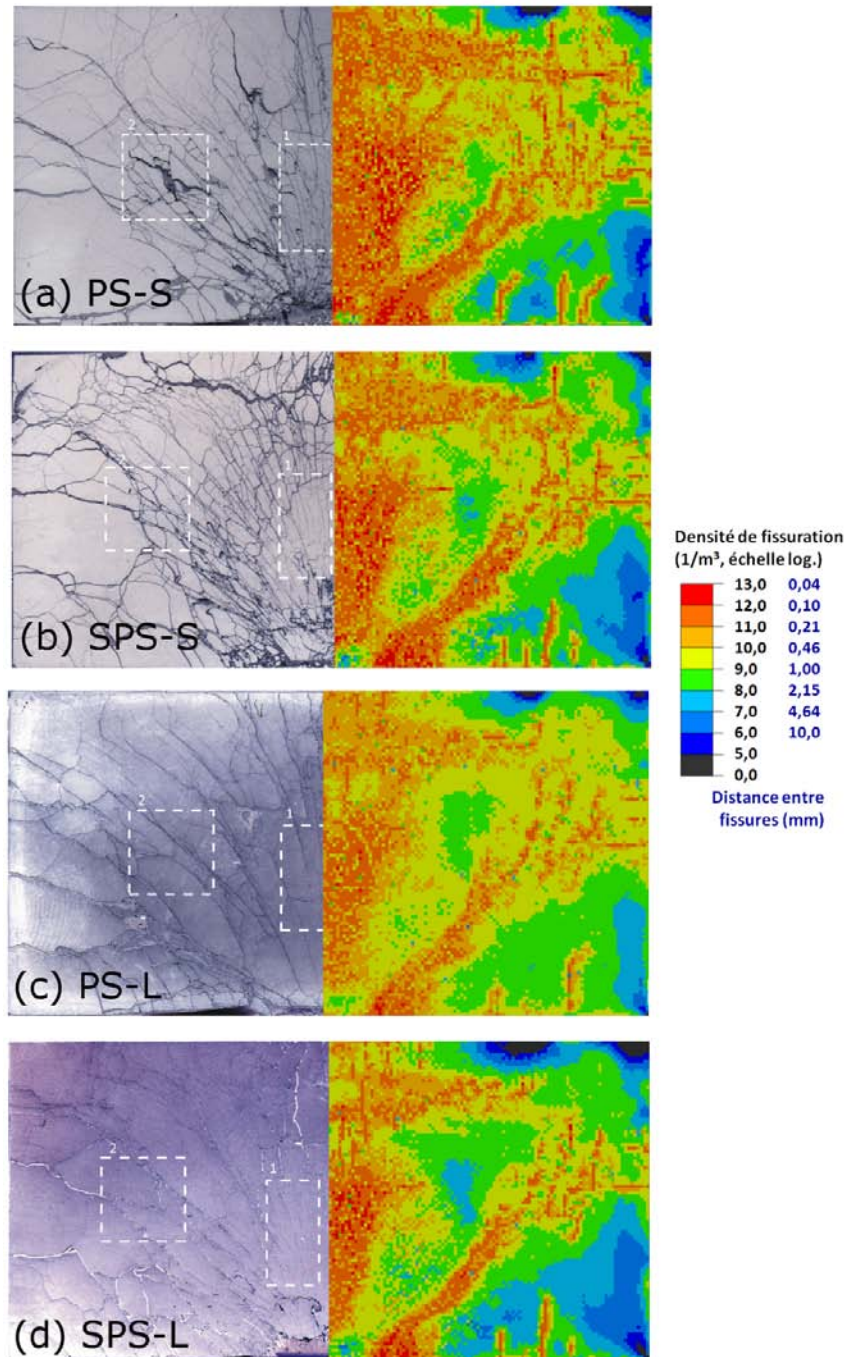 2
1
(a) PS-S
2
1
(b) SPS-S
Densité de fissuration
(1/m³, échelle log.)
13,0 0,04
12,0 0,10
11,0 0,21
10,0 0,46
9,0 1,00
8,0 2,15
7,0 4,64
6,0 10,0
5,0
0,0
Distance entre
fissures (mm)
2
1
(c) PS-L
2
1
(d) SPS-L